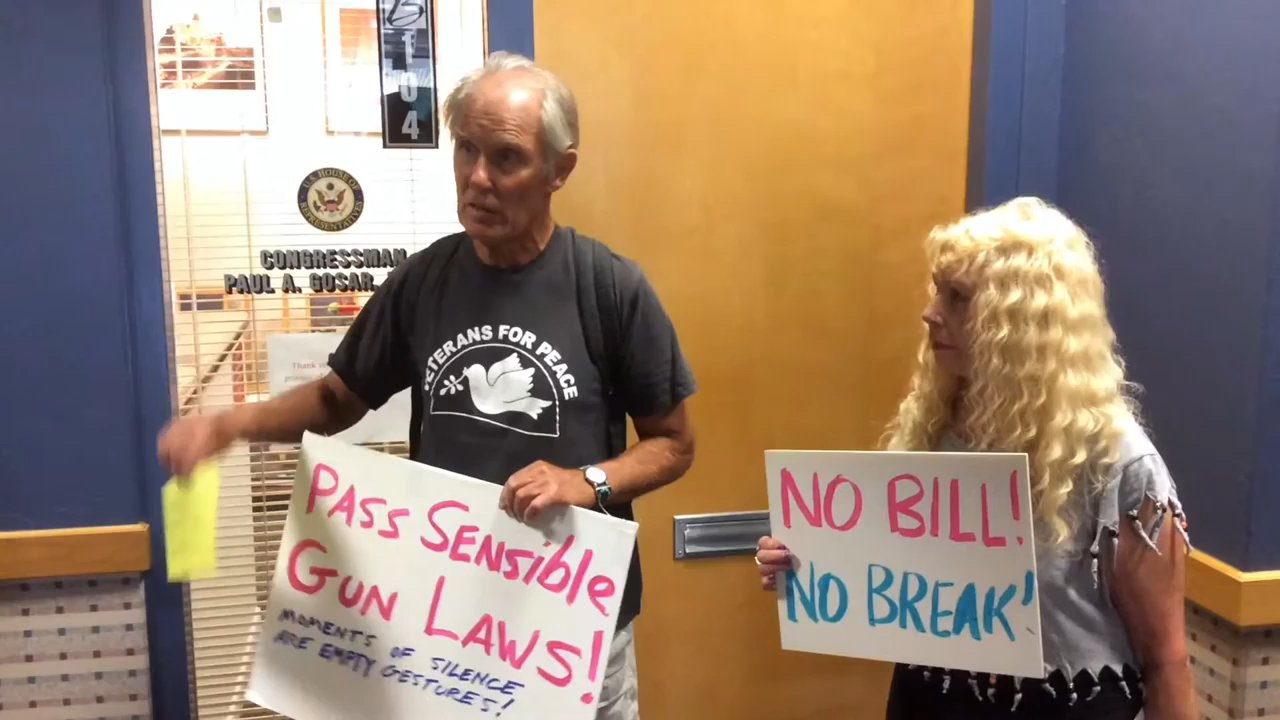 B
104
U.S. HOUSE OF
REPRESENTATIVES
CONGRESSMAN
PAUL A. GOSAR,
Thank
VETERANS FOR PEACE
PASS SENSIBLE
GUN LAWS!
MOMENTS OF SILENCE
ARE EMPTY GESTURES!
NO BILL!
NO BREAK!